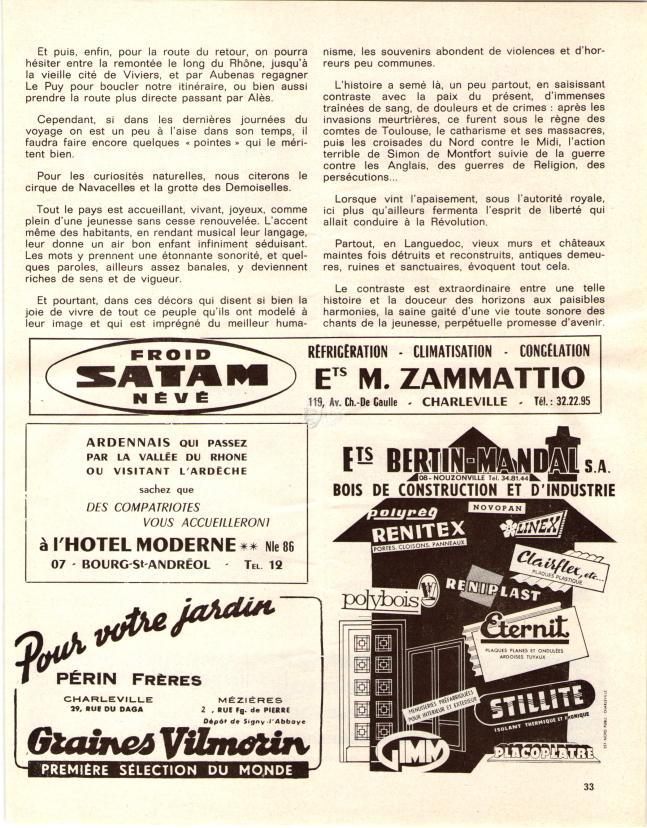 Et puis, enfin, pour la route du retour, on pourra
hésiter entre la remontée le long du Rhône, jusqu'à
la vieille cité de Viviers, et par Aubenas regagner
Le Puy pour boucler notre itinéraire, ou bien aussi
prendre la route plus directe passant par Alès.
Cependant, si dans les dernières journées du
voyage on est un peu à l'aise dans son temps, il
faudra faire encore quelques « pointes » qui le méri-
tent bien.
Pour les curiosités naturelles, nous citerons le
cirque de Navacelles et la grotte des Demoiselles.
Tout le pays est accueillant, vivant, joyeux, comme
plein d'une jeunesse sans cesse renouvelée. L'accent
même des habitants, en rendant musical leur langage,
leur donne un air bon enfant infiniment séduisant.
Les mots y prennent une étonnante sonorité, et quel-
ques paroles, ailleurs assez banales, y deviennent
riches de sens et de vigueur.
Et pourtant, dans ces décors qui disent si bien la
joie de vivre de tout ce peuple qu'ils ont modelé à
leur image et qui est imprégné du meilleur huma-
nisme, les souvenirs abondent de violences et d'hor-
reurs peu communes.
L'histoire a semé là, un peu partout, en saisissant
contraste avec la paix du présent, d'immenses
traînées de sang, de douleurs et de crimes : après les
invasions meurtrières, ce furent sous le règne des
comtes de Toulouse, le catharisme et ses massacres,
puis les croisades du Nord contre le Midi, l'action
terrible de Simon de Montfort suivie de la guerre
contre les Anglais, des guerres de Religion, des
persécutions...
Lorsque vint l'apaisement, sous l'autorité royale,
ici plus qu'ailleurs fermenta l'esprit de liberté qui
allait conduire à la Révolution.
Partout, en Languedoc, vieux murs et châteaux
maintes fois détruits et reconstruits, antiques demeu-
res, ruines et sanctuaires, évoquent tout cela.
Le contraste est extraordinaire entre une telle
histoire et la douceur des horizons aux paisibles
harmonies, la saine gaité d'une vie toute sonore des
chants de la jeunesse, perpétuelle promesse d'avenir.
FROID
SATAM
NÉVÉ
RÉFRIGÉRATION - CLIMATISATION - CONGÉLATION
ETS M. ZAMMATTIO
119, Av. Ch.-De Gaulle - CHARLEVILLE - Tél. : 32.22.95
ARDENNAIS QUI PASSEZ
PAR LA VALLÉE DU RHONE
OU VISITANT L'ARDÈCHE
sachez que
DES COMPATRIOTES
VOUS ACCUEILLERONT
à l'HOTEL MODERNE ** Nle 86
07 - BOURG-St-ANDRÉOL - TEL. 12
Pour votre jardin
PÉRIN FRÈRES
CHARLEVILLE
29, RUE DU DAGA
MÉZIÈRES
2, RUE Fg. de PIERRE
Dépôt de Signy-l'Abbaye
Graines Vilmorin
PREMIÈRE SÉLECTION DU MONDE
ETS BERTIN-MANDAL S.A.
08 - NOUZONVILLE Tel. 34.81.44
BOIS DE CONSTRUCTION ET D'INDUSTRIE
polyreg
NOVOPAN
RENITEX
PORTES, CLOISONS, PANNEAUX
LINEX
Clairflex, etc...
PLAQUES PLASTIQUE
RENIPLAST
polybois
Eternit
PLAQUES PLANES ET ONDULÉES
ARDOISES TUYAUX
MENUISERIES PRÉFABRIQUÉES
POUR INTÉRIEUR ET EXTÉRIEUR
STILLITE
ISOLANT THERMIQUE ET PHONIQUE
GIMM
PLACOPLATRE
33